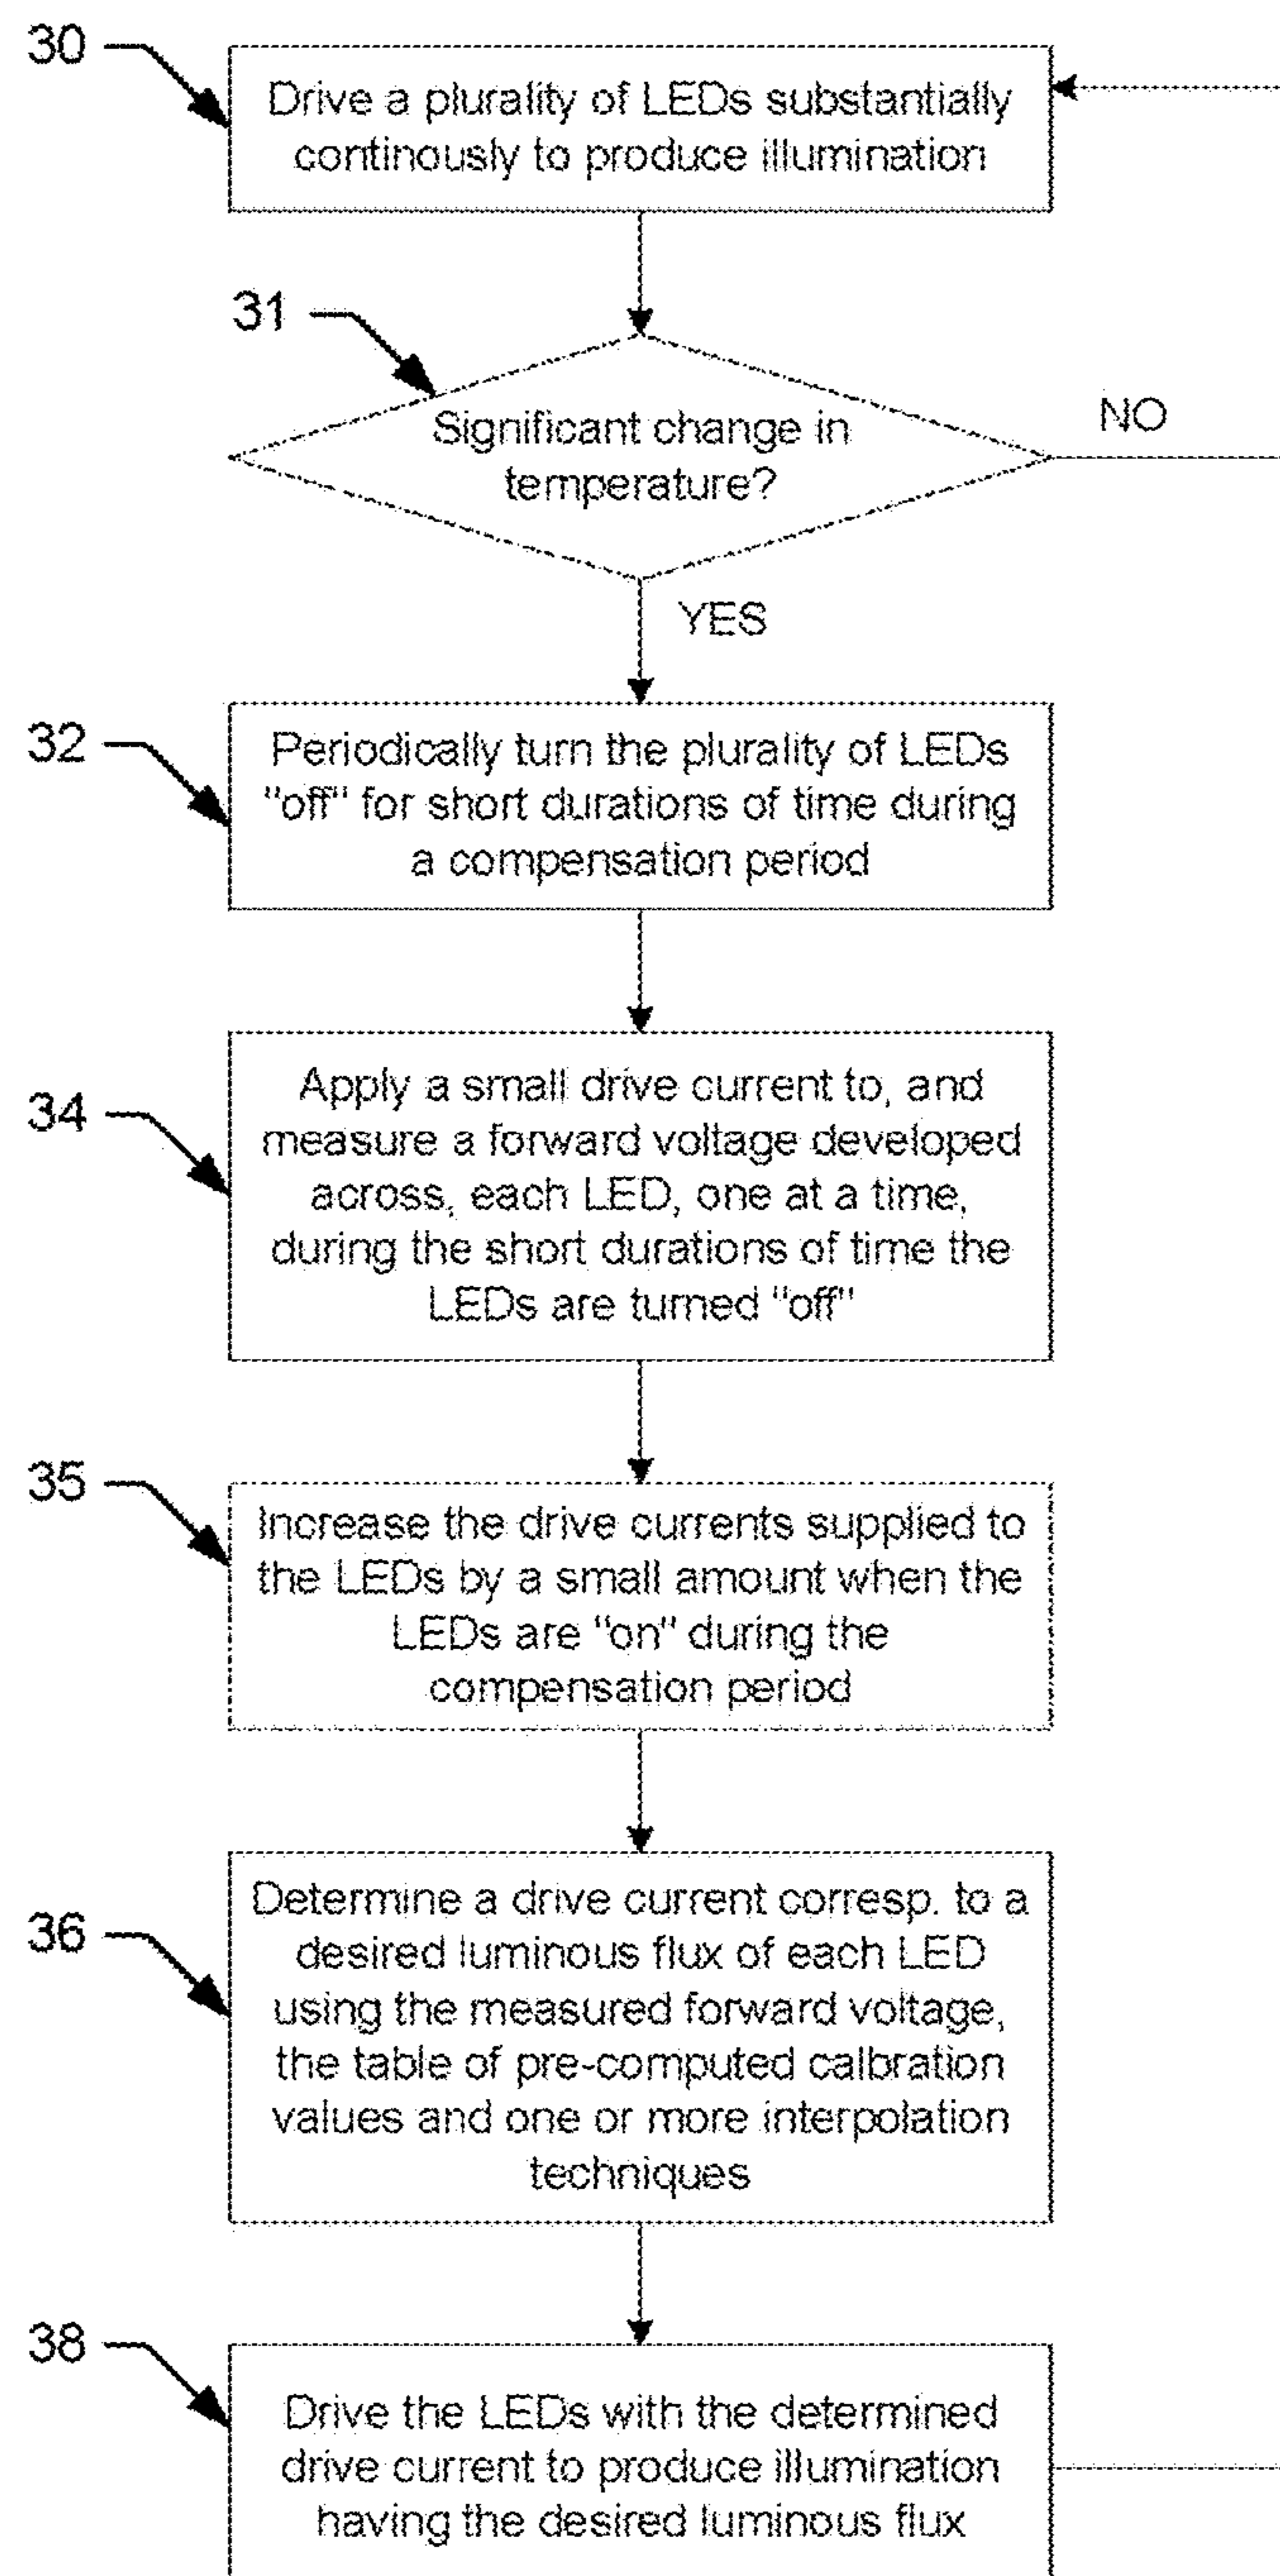 30
Drive a plurality of LEDs substantially
continously to produce illumination
31
Significant change in
temperature?
NO
YES
32
Periodically turn the plurality of LEDs
"off" for short durations of time during
a compensation period
34
Apply a small drive current to, and
measure a forward voltage developed
across, each LED, one at a time,
during the short durations of time the
LEDs are turned "off"
35
Increase the drive currents supplied to
the LEDs by a small amount when the
LEDs are "on" during the
compensation period
36
Determine a drive current corresp. to a
desired luminous flux of each LED
using the measured forward voltage,
the table of pre-computed calbration
values and one or more interpolation
techniques
38
Drive the LEDs with the determined
drive current to produce illumination
having the desired luminous flux